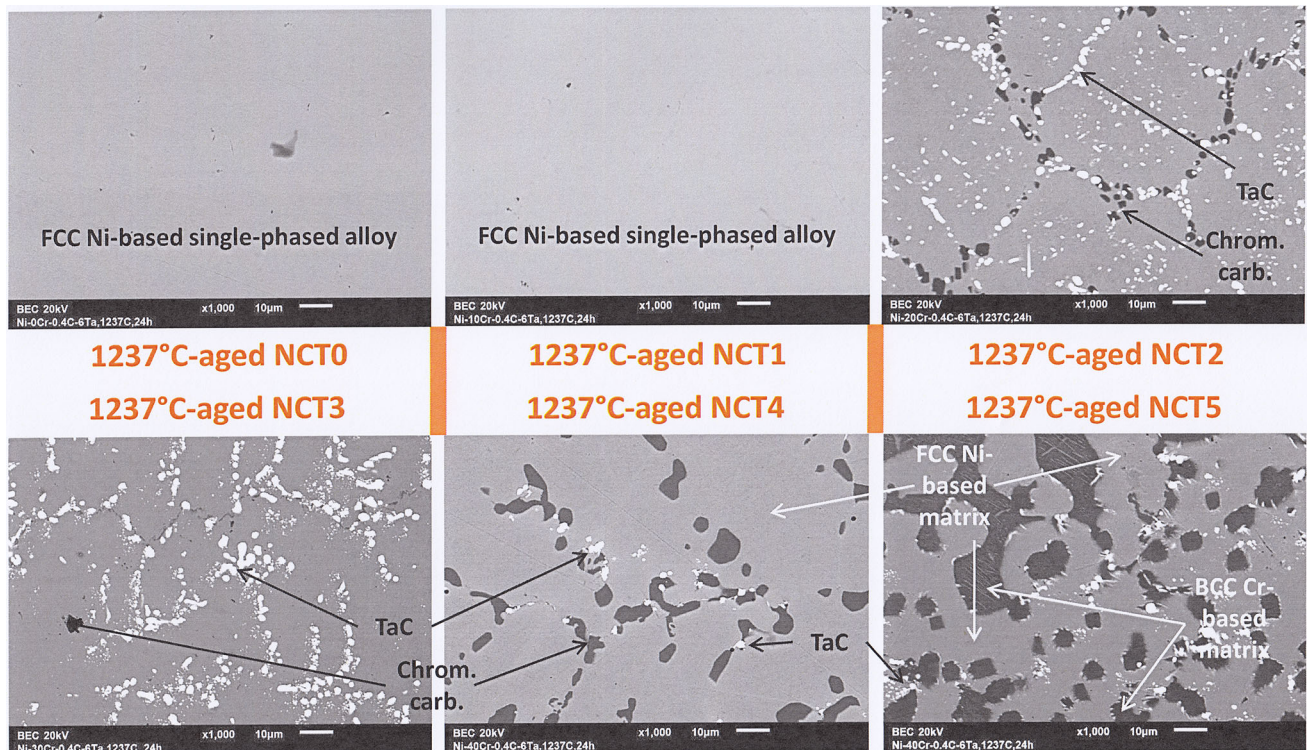 FCC Ni-based single-phased alloy
BEC 20kV x1,000 10µm
Ni-0Cr-0.4C-6Ta,1237C,24h
FCC Ni-based single-phased alloy
BEC 20kV x1,000 10µm
Ni-10Cr-0.4C-6Ta,1237C,24h
TaC
Chrom.
carb.
BEC 20kV x1,000 10µm
Ni-20Cr-0.4C-6Ta,1237C,24h
1237°C-aged NCT0
1237°C-aged NCT1
1237°C-aged NCT2
1237°C-aged NCT3
1237°C-aged NCT4
1237°C-aged NCT5
TaC
Chrom.
carb.
BEC 20kV x1,000 10µm
Ni-30Cr-0.4C-6Ta,1237C,24h
TaC
BEC 20kV x1,000 10µm
Ni-40Cr-0.4C-6Ta,1237C,24h
FCC Ni-
based
matrix
BCC Cr-
based
matrix
BEC 20kV x1,000 10µm
Ni-40Cr-0.4C-6Ta,1237C,24h